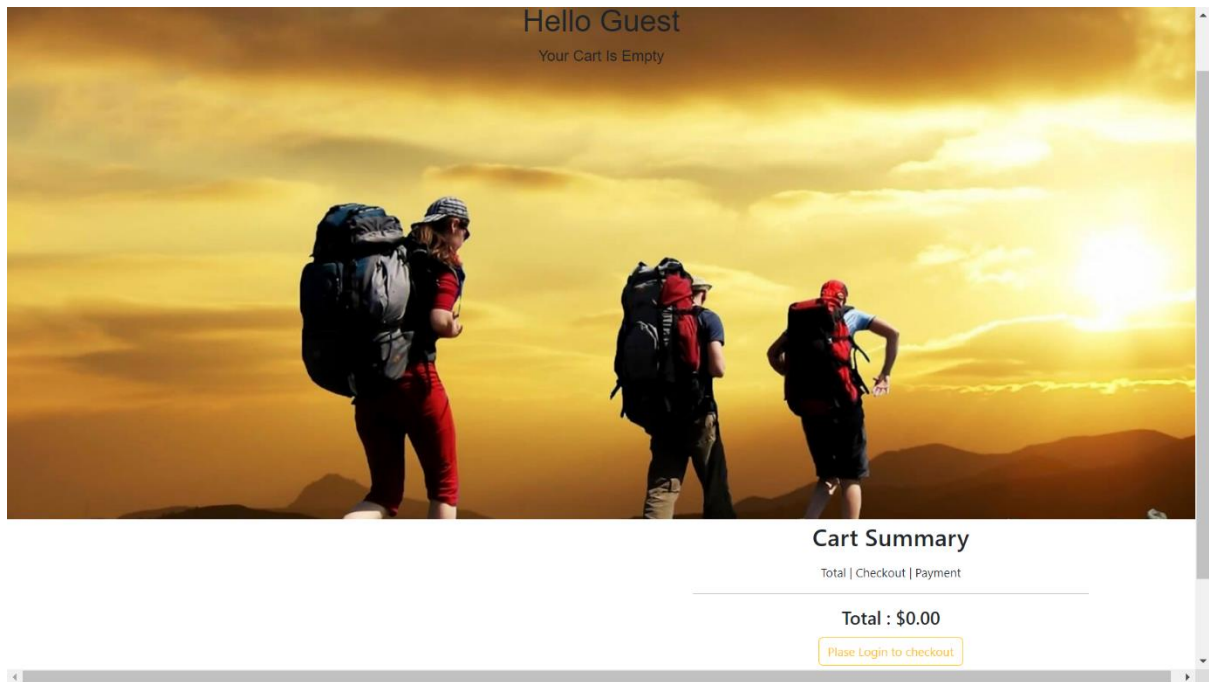 Hello Guest
Your Cart Is Empty
Cart Summary
Total | Checkout | Payment
Total : $0.00
Plase Login to checkout